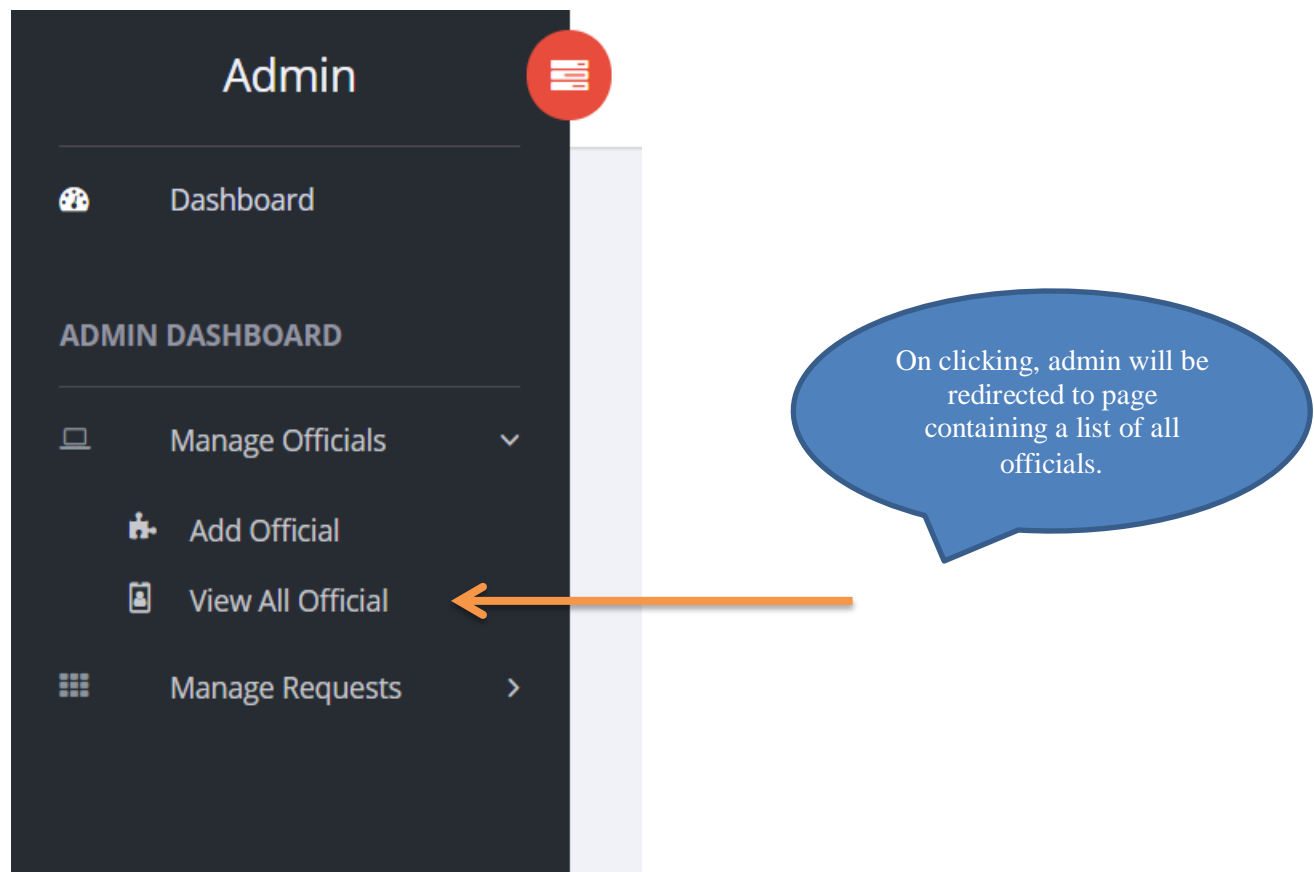 Admin
Dashboard
ADMIN DASHBOARD
Manage Officials
Add Official
View All Official
Manage Requests
On clicking, admin will be
redirected to page
containing a list of all
officials.